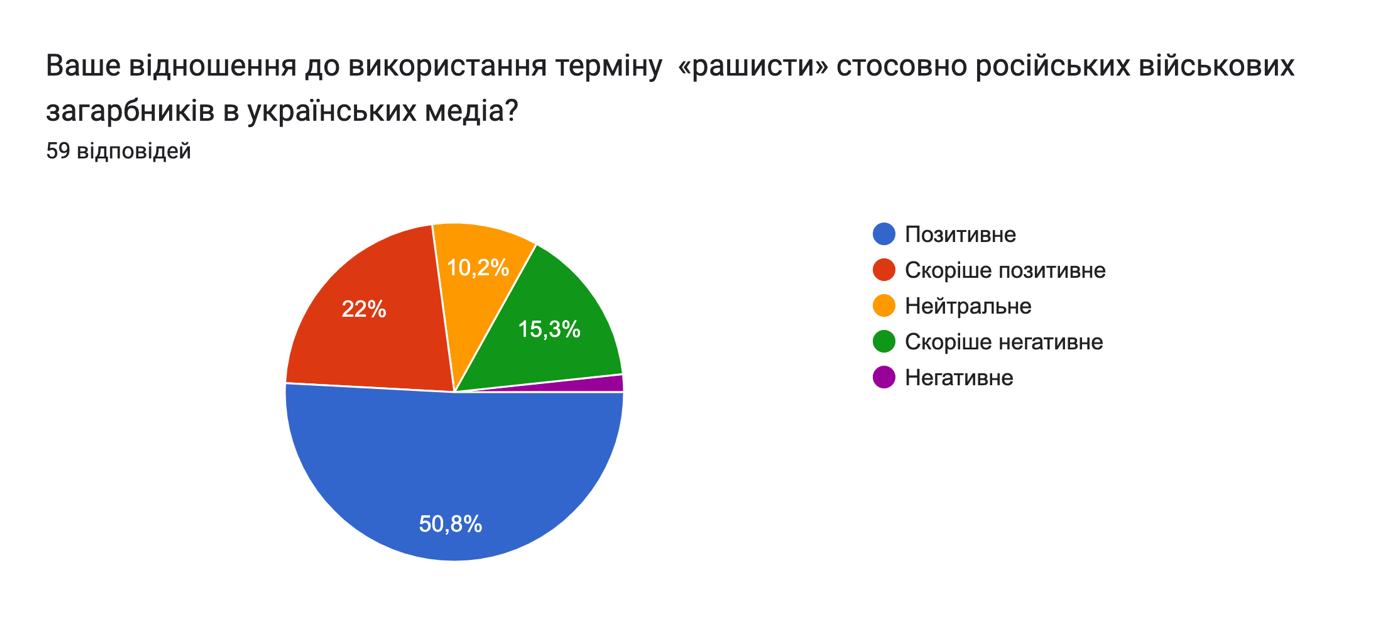 Ваше відношення до використання терміну «рашисти» стосовно російських військових
загарбників в українських медіа?
59 відповідей
10,2%
22%
15,3%
50,8%
Позитивне
Скоріше позитивне
Нейтральне
Скоріше негативне
Негативне